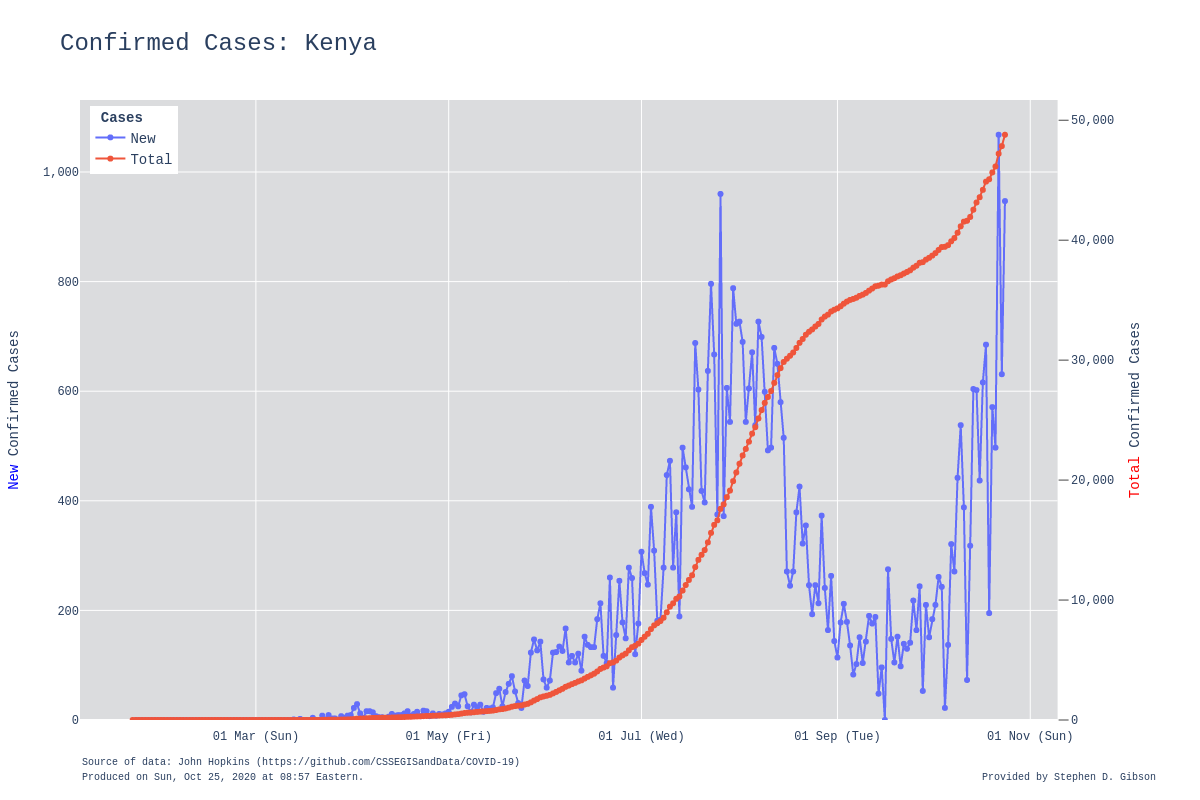 Confirmed Cases: Kenya
Cases
New
Total
1,000
800
600
400
200
0
50,000
40,000
30,000
20,000
10,000
0
New Confirmed Cases
Total Confirmed Cases
01 Mar (Sun)
01 May (Fri)
01 Jul (Wed)
01 Sep (Tue)
01 Nov (Sun)
Source of data: John Hopkins (https://github.com/CSSEGISandData/COVID-19)
Produced on Sun, Oct 25, 2020 at 08:57 Eastern.
Provided by Stephen D. Gibson